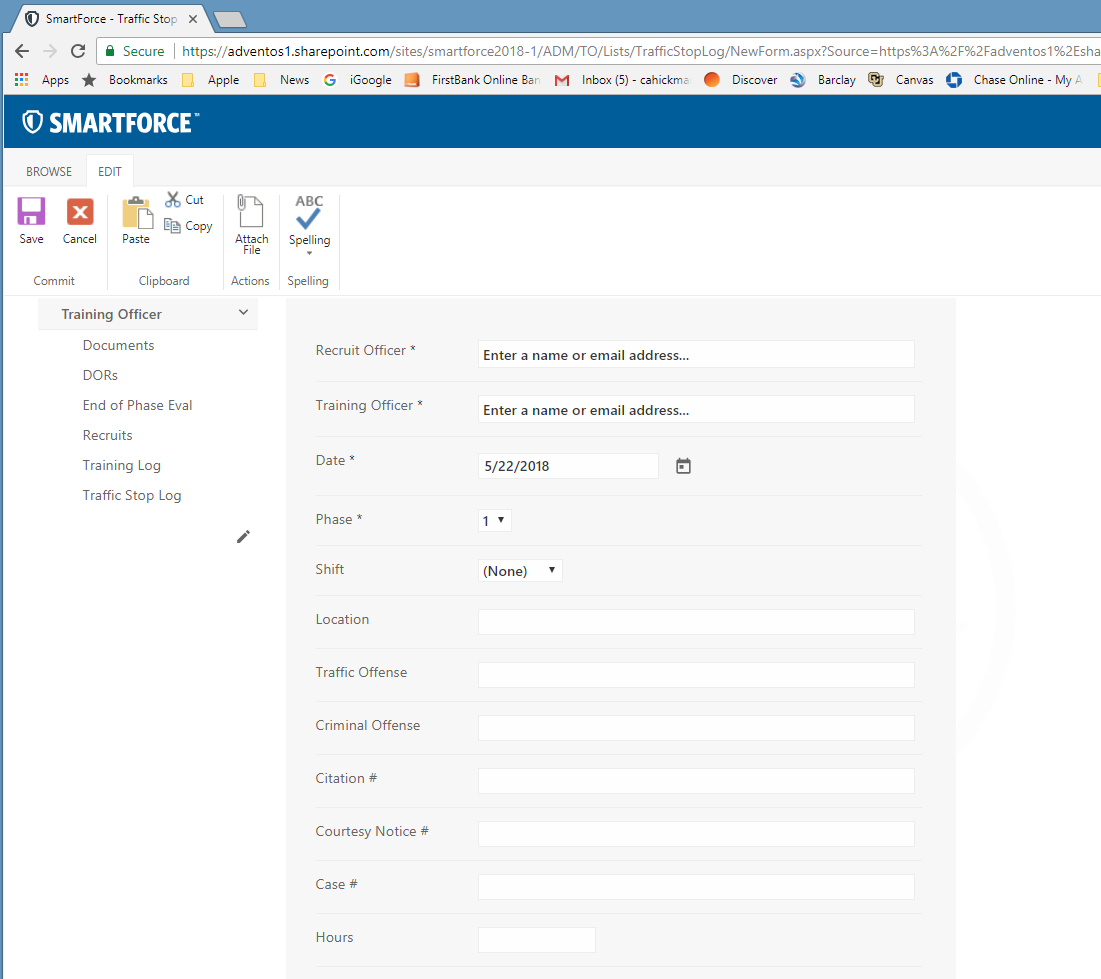 SmartForce - Traffic Stop
Secure https://adventos1.sharepoint.com/sites/smartforce2018-1/ADM/TO/Lists/TrafficStopLog/NewForm.aspx?Source=https%3A%2F%2Fadventos1%2Esha
Apps Bookmarks Apple News iGoogle FirstBank Online Ban Inbox (5) - cahickma Discover Barclay Canvas Chase Online - My A
SMARTFORCE™
BROWSE EDIT
Save Cancel Paste Cut Copy Attach File ABC Spelling
Commit Clipboard Actions Spelling
Training Officer
Documents
DORs
End of Phase Eval
Recruits
Training Log
Traffic Stop Log
Recruit Officer * Enter a name or email address...
Training Officer * Enter a name or email address...
Date * 5/22/2018
Phase * 1
Shift (None)
Location
Traffic Offense
Criminal Offense
Citation #
Courtesy Notice #
Case #
Hours